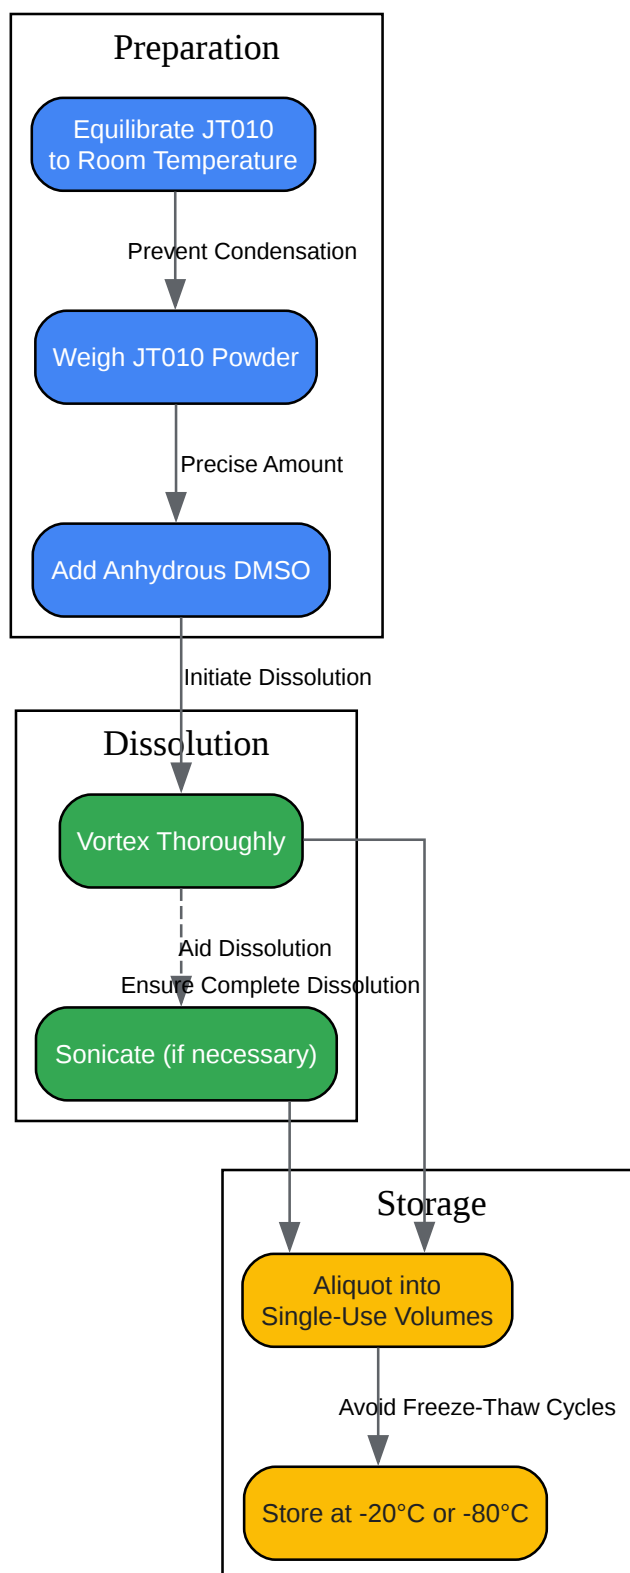 Preparation
Equilibrate JT010
to Room Temperature
Prevent Condensation
Weigh JT010 Powder
Precise Amount
Add Anhydrous DMSO
Initiate Dissolution
Dissolution
Vortex Thoroughly
Aid Dissolution
Ensure Complete Dissolution
Sonicate (if necessary)
Storage
Aliquot into
Single-Use Volumes
Avoid Freeze-Thaw Cycles
Store at -20°C or -80°C